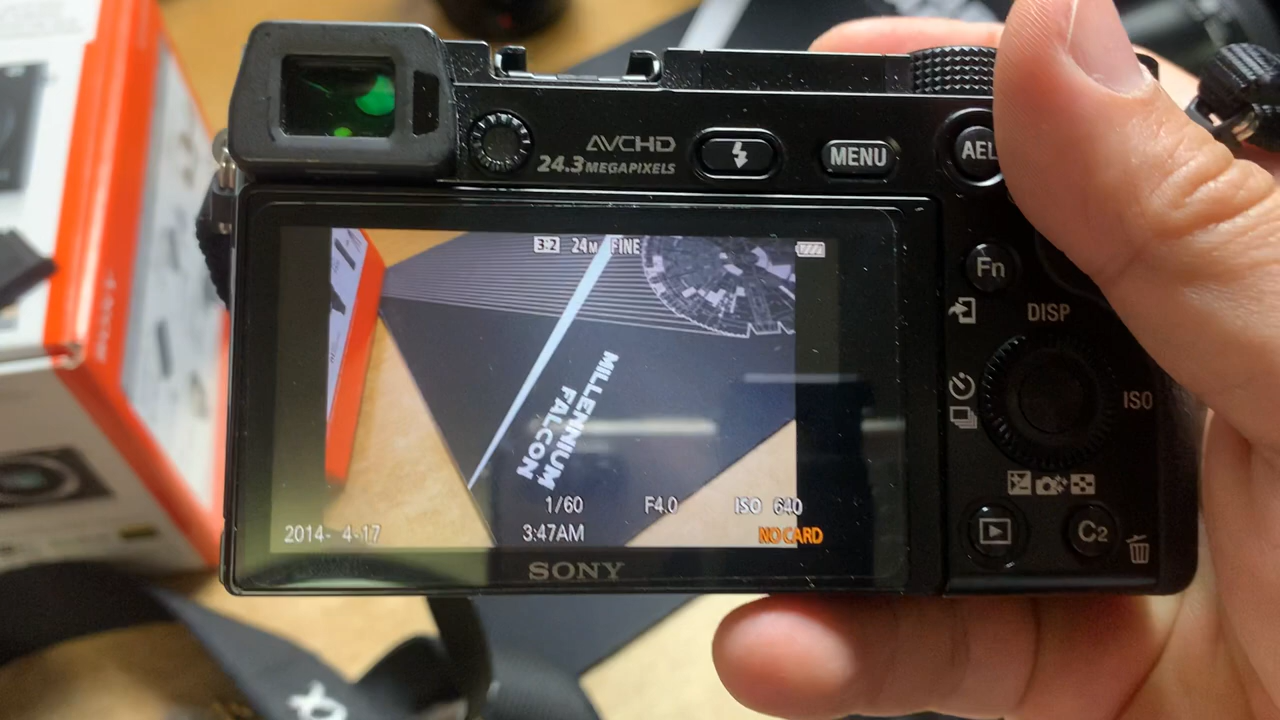 AVCHD
24.3 MEGAPIXELS
MENU
AEL
Fn
DISP
ISO
C2
3:2 24M FINE
MILLENNIUM
FALCON
1/60 F4.0 ISO 640
2014- 4-17 3:47AM NO CARD
SONY
SONY
α